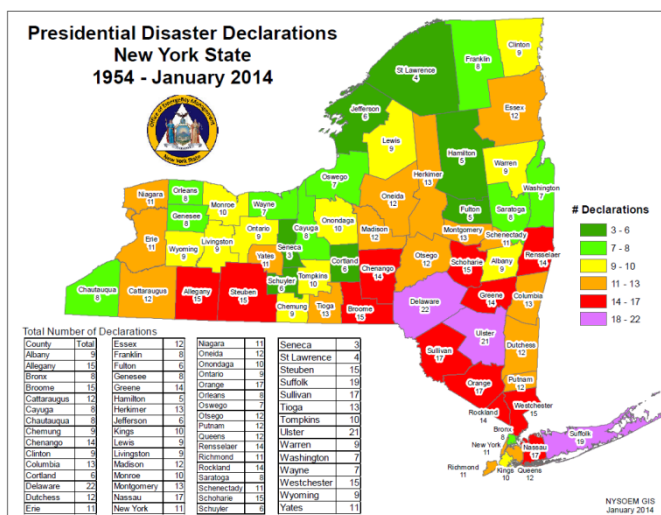 Presidential Disaster Declarations
New York State
1954 - January 2014
Office of Emergency Management
New York State
Clinton
9
Franklin
8
St Lawrence
4
Essex
12
Jefferson
6
Lewis
9
Hamilton
5
Warren
9
Herkimer
13
Washington
7
Oswego
7
Oneida
12
Fulton
5
Saratoga
8
Niagara
11
Orleans
8
Monroe
10
Wayne
7
Genesee
8
Onondaga
10
Madison
12
Montgomery
13
Schenectady
11
Erie
11
Wyoming
9
Livingston
9
Ontario
9
Cayuga
8
Seneca
3
Yates
11
Otsego
12
Schoharie
15
Albany
9
Rensselaer
14
Chautauqua
8
Cattaraugus
12
Allegany
15
Steuben
15
Schuyler
6
Tompkins
10
Cortland
6
Chenango
14
Chemung
9
Tioga
13
Broome
15
Delaware
22
Greene
14
Columbia
13
Ulster
21
Sullivan
17
Dutchess
12
Orange
17
Putnam
12
Rockland
14
Westchester
15
Bronx
8
New York
11
Nassau
17
Suffolk
19
Richmond
11
Kings
10
Queens
12
# Declarations
3 - 6
7 - 8
9 - 10
11 - 13
14 - 17
18 - 22
Total Number of Declarations
County Total
Albany 9
Allegany 15
Bronx 8
Broome 15
Cattaraugus 12
Cayuga 8
Chautauqua 8
Chemung 9
Chenango 14
Clinton 9
Columbia 13
Cortland 6
Delaware 22
Dutchess 12
Erie 11
Essex 12
Franklin 8
Fulton 6
Genesee 8
Greene 14
Hamilton 5
Herkimer 13
Jefferson 6
Kings 10
Lewis 9
Livingston 9
Madison 12
Monroe 10
Montgomery 13
Nassau 17
New York 11
Niagara 11
Oneida 12
Onondaga 10
Ontario 9
Orange 17
Orleans 8
Oswego 7
Otsego 12
Putnam 12
Queens 12
Rensselaer 14
Richmond 11
Rockland 14
Saratoga 8
Schenectady 11
Schoharie 15
Schuyler 6
Seneca 3
St Lawrence 4
Steuben 15
Suffolk 19
Sullivan 17
Tioga 13
Tompkins 10
Ulster 21
Warren 9
Washington 7
Wayne 7
Westchester 15
Wyoming 9
Yates 11
NYSOEM GIS
January 2014